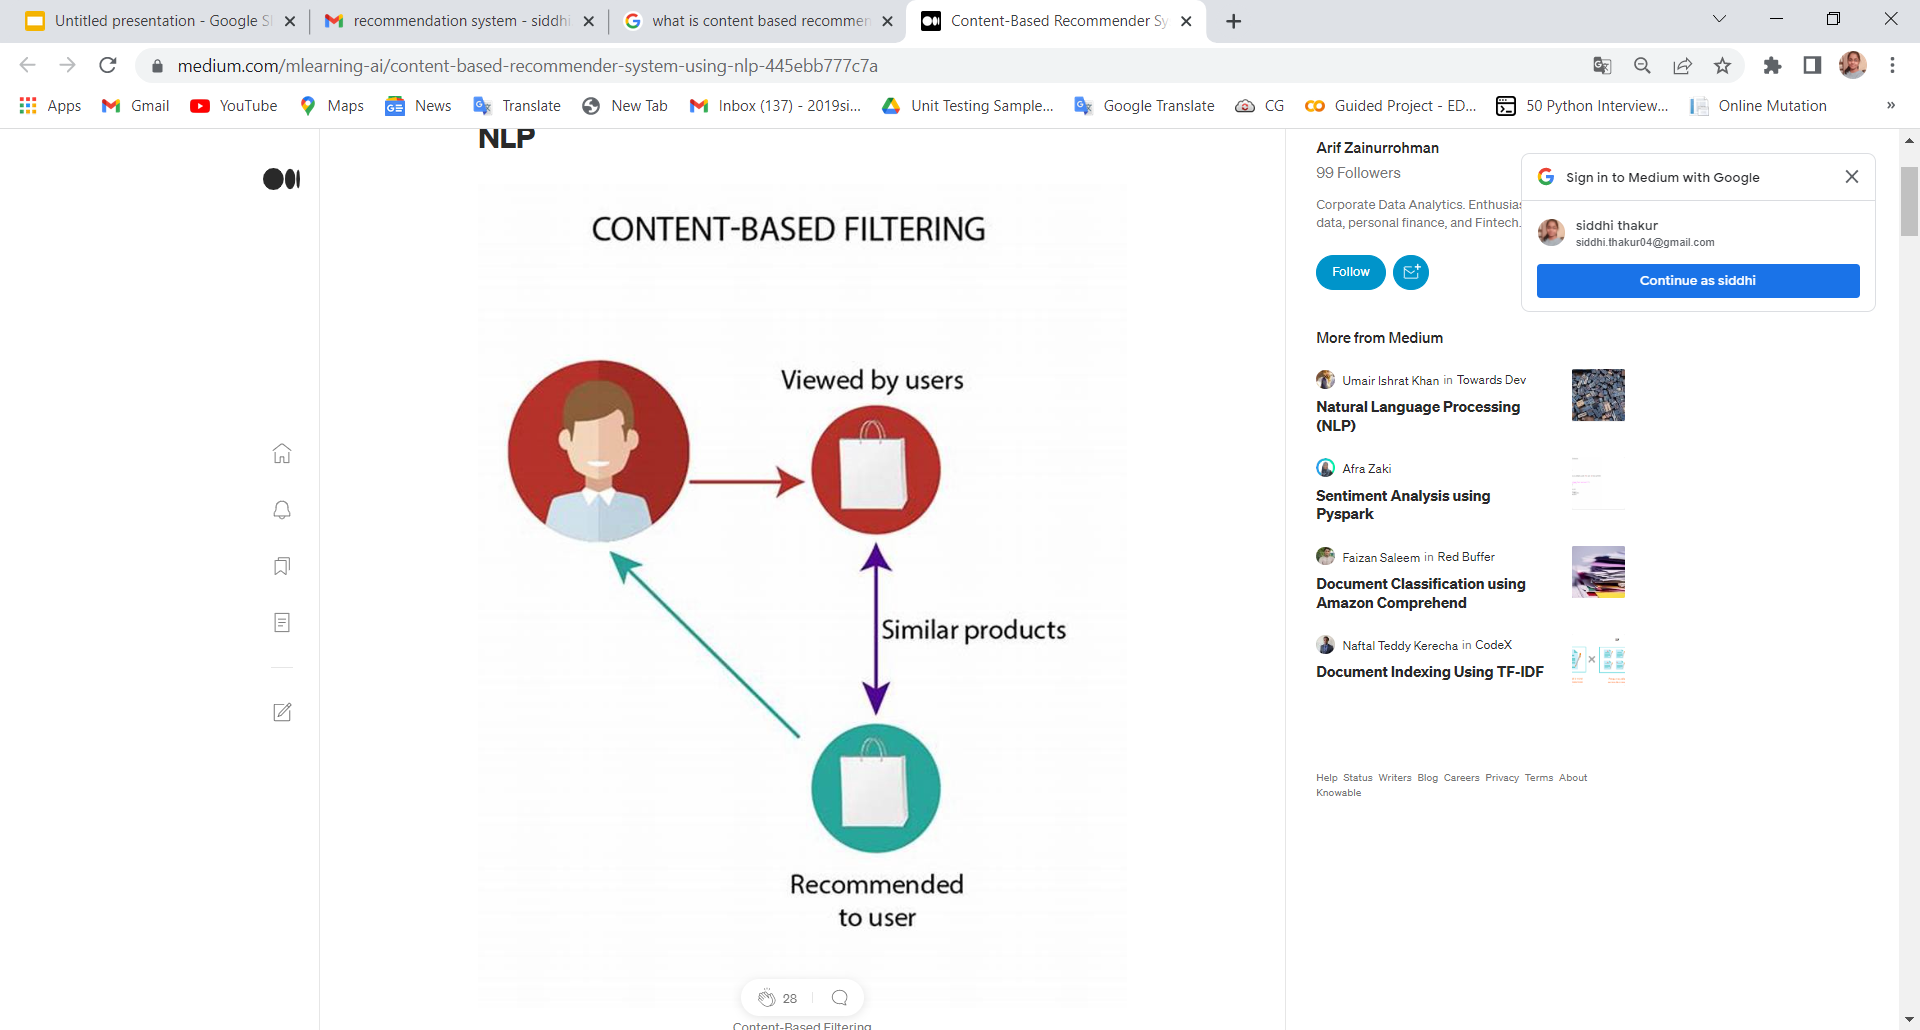 Untitled presentation - Google Sl
recommendation system - siddhi
what is content based recommen
Content-Based Recommender Sy
medium.com/mlearning-ai/content-based-recommender-system-using-nlp-445ebb777c7a
Apps
Gmail
YouTube
Maps
News
Translate
New Tab
Inbox (137) - 2019si...
Unit Testing Sample...
Google Translate
CG
Guided Project - ED...
50 Python Interview...
Online Mutation
»
NLP
CONTENT-BASED FILTERING
Viewed by users
Similar products
Recommended
to user
28
Content-Based Filtering
Arif Zainurrohman
99 Followers
Corporate Data Analytics. Enthusias
data, personal finance, and Fintech.
Follow
Sign in to Medium with Google
siddhi thakur
siddhi.thakur04@gmail.com
Continue as siddhi
More from Medium
Umair Ishrat Khan in Towards Dev
Natural Language Processing
(NLP)
Afra Zaki
Sentiment Analysis using
Pyspark
Faizan Saleem in Red Buffer
Document Classification using
Amazon Comprehend
Naftal Teddy Kerecha in CodeX
Document Indexing Using TF-IDF
Help Status Writers Blog Careers Privacy Terms About
Knowable